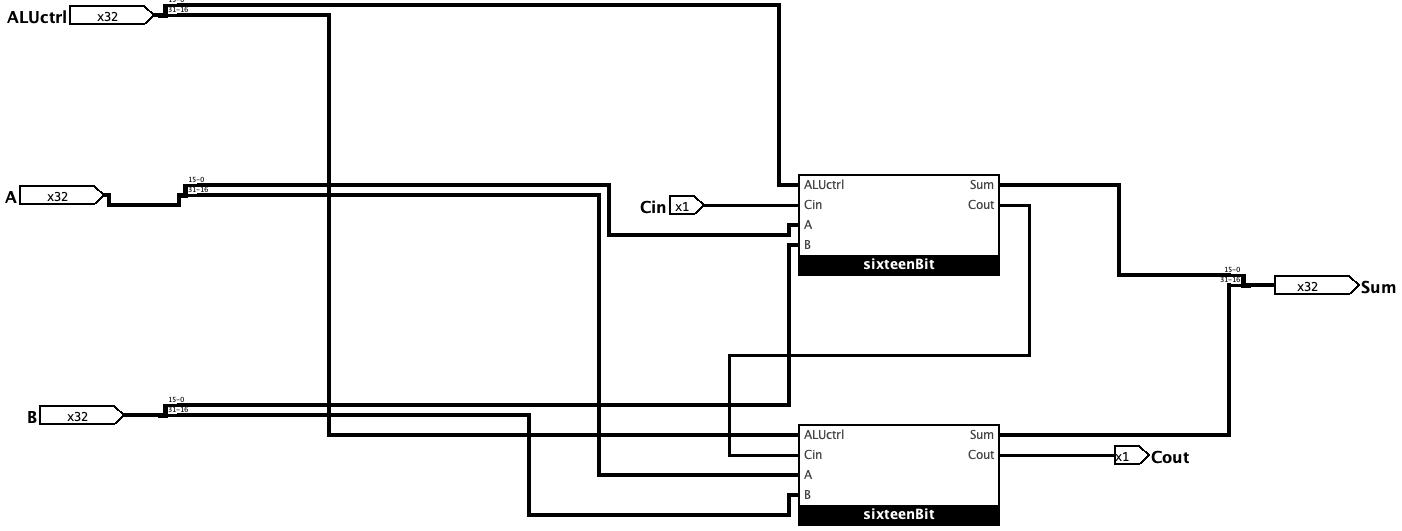 15-0
ALUctrl x32 31-16
15-0
A x32 31-16
ALUctrl Sum
Cin x1 Cin Cout
A
B
sixteenBit
15-0
31-16
x32 Sum
15-0
B x32 31-16
ALUctrl Sum
Cin Cout x1 Cout
A
B
sixteenBit